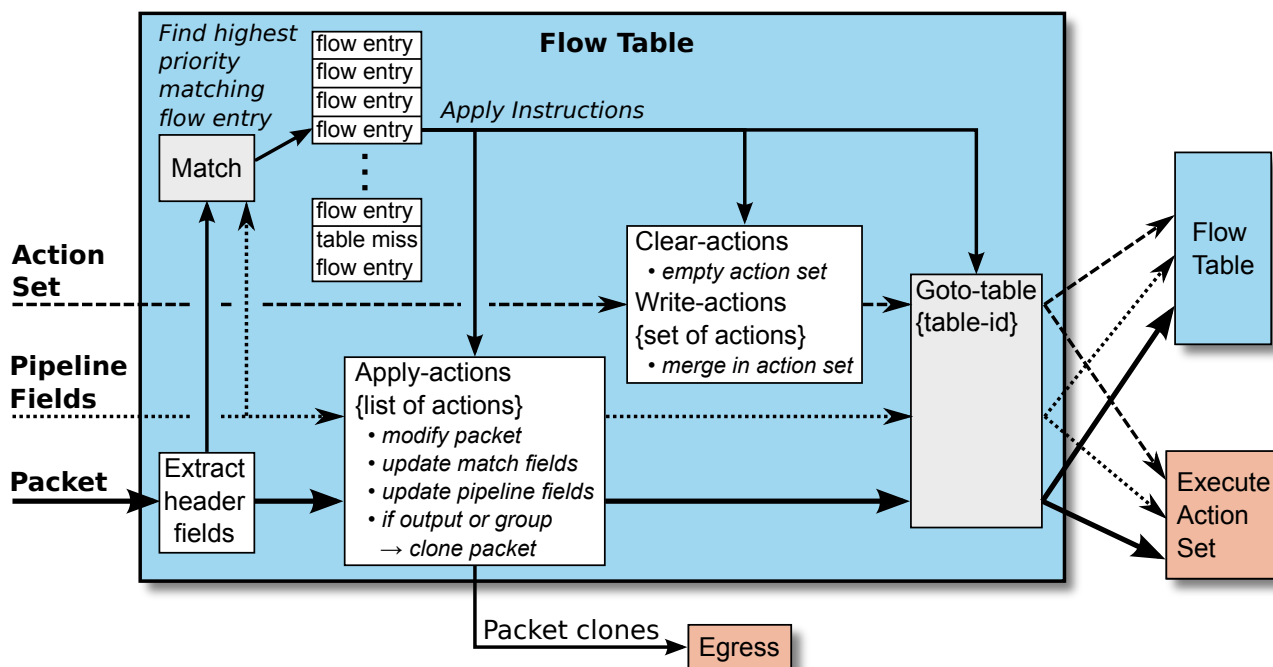 Find highest
priority
matching
flow entry
flow entry
flow entry
flow entry
flow entry
Flow Table
Apply Instructions
Match
flow entry
table miss
flow entry
Action
Set
Clear-actions
• empty action set
Write-actions
{set of actions}
• merge in action set
Goto-table
{table-id}
Flow
Table
Pipeline
Fields
Apply-actions
{list of actions}
• modify packet
• update match fields
• update pipeline fields
• if output or group
→ clone packet
Packet
Extract
header
fields
Execute
Action
Set
Packet clones
Egress